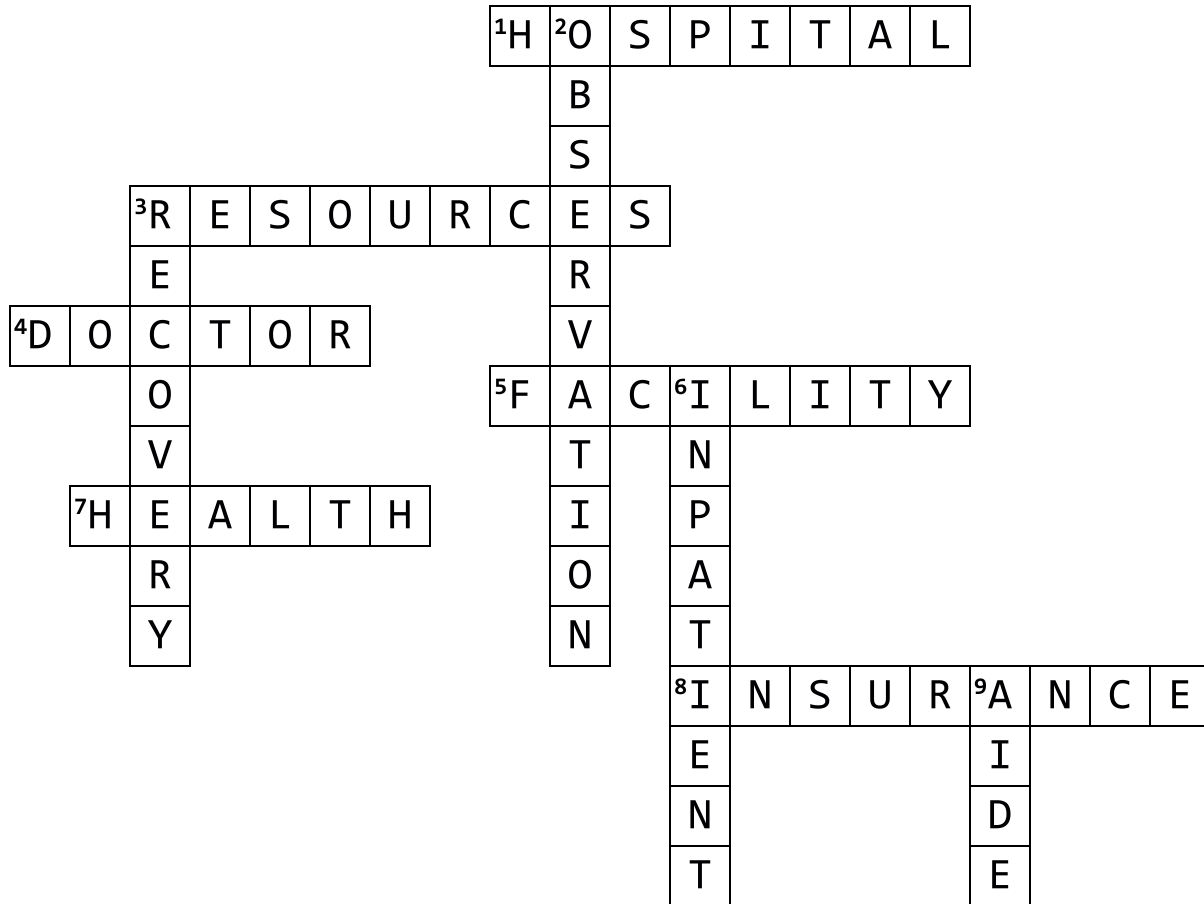 1H 2O S P I T A L
B
S
3R E S O U R C E S
E R
4D O C T O R V
O 5F A C 6I L I T Y
V T N
7H E A L T H I P
R O A
Y N T
8I N S U R 9A N C E
E I
N D
T E